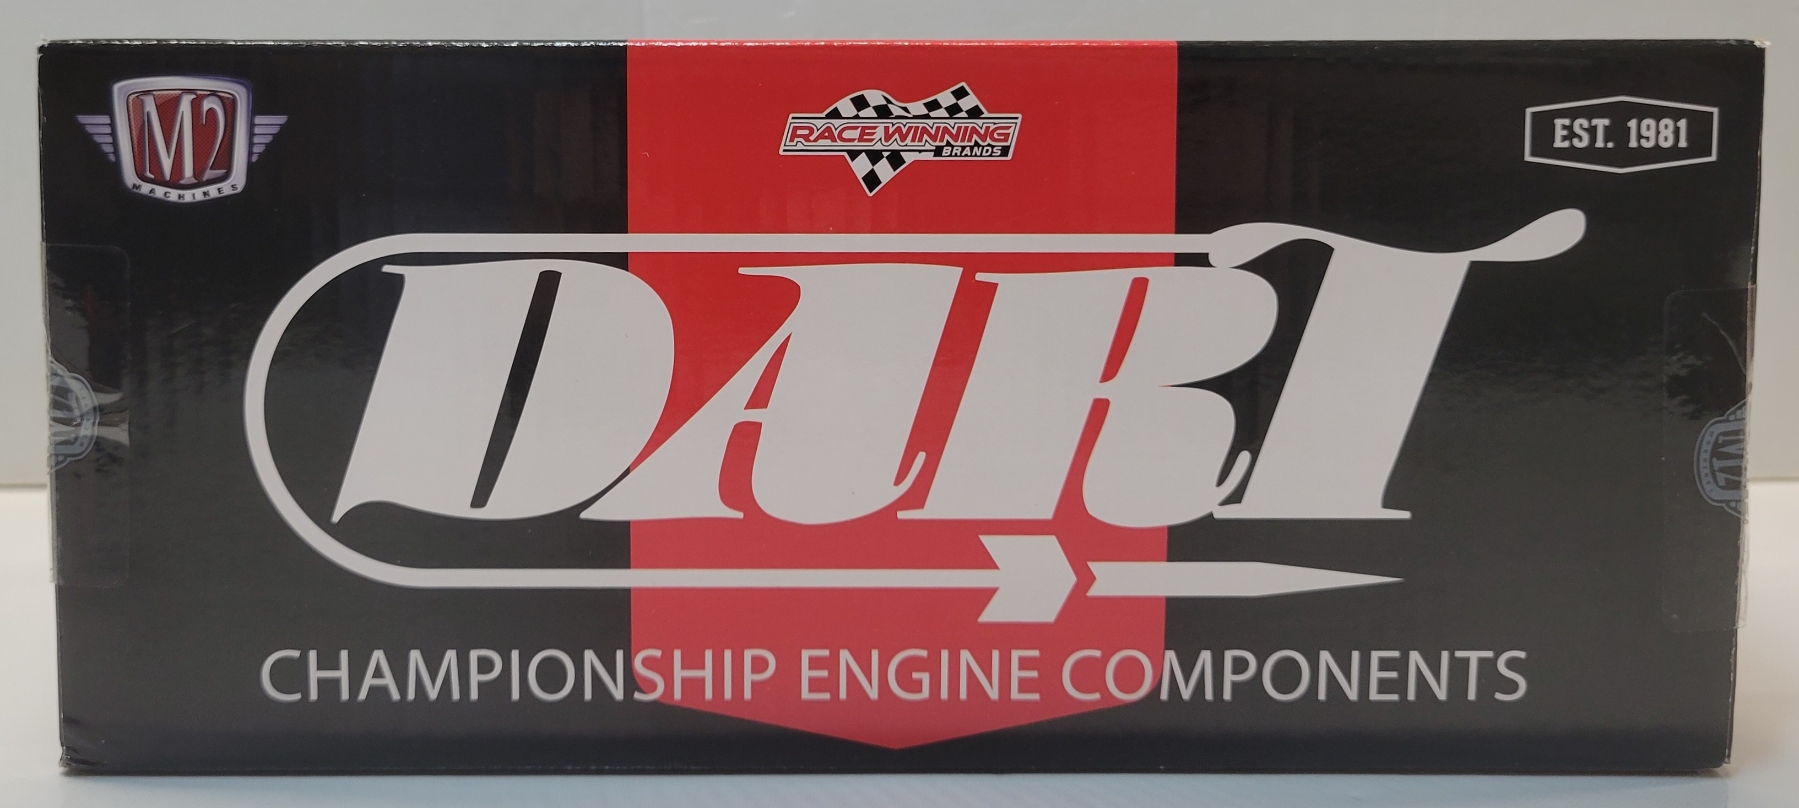 M2
MACHINES
RACE WINNING
BRANDS
EST. 1981
DART
CHAMPIONSHIP ENGINE COMPONENTS